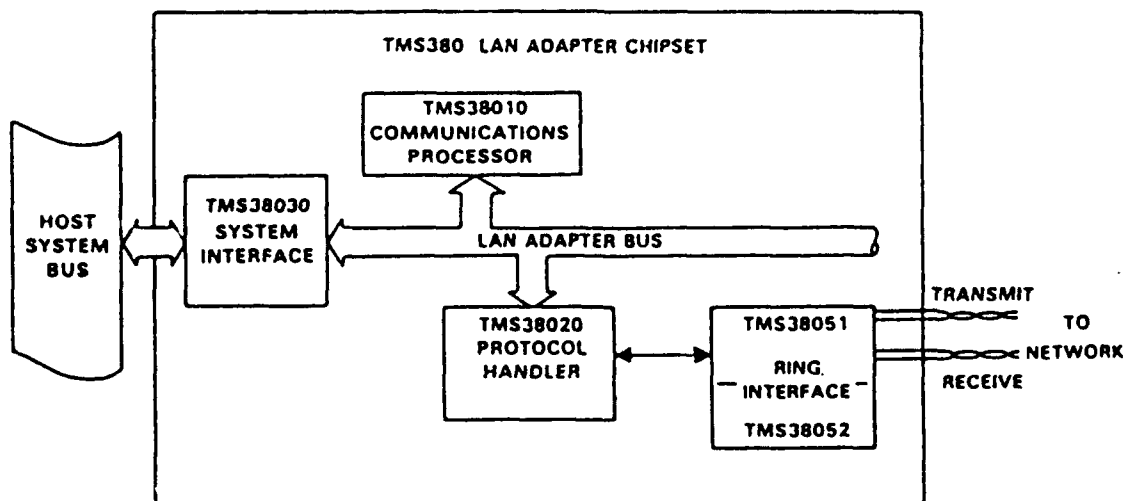 TMS380 LAN ADAPTER CHIPSET
TMS38010
COMMUNICATIONS
PROCESSOR
HOST
SYSTEM
BUS
TMS38030
SYSTEM
INTERFACE
LAN ADAPTER BUS
TMS38020
PROTOCOL
HANDLER
TMS38051
RING
INTERFACE
TMS38052
TRANSMIT
TO
NETWORK
RECEIVE